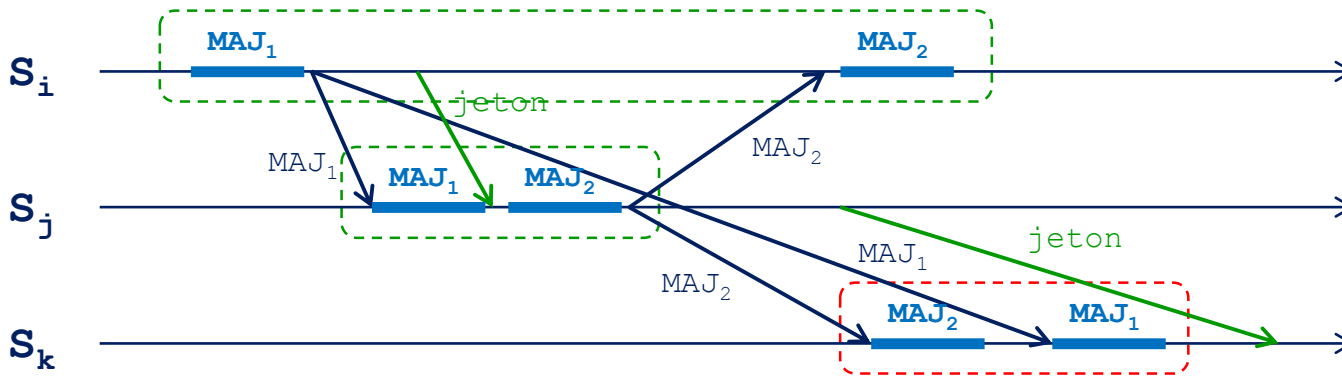 MAJ₁ MAJ₂
Sᵢ
jeton
MAJ₁ MAJ₂
MAJ₁ MAJ₂
Sⱼ
jeton
MAJ₁
MAJ₂
MAJ₂ MAJ₁
Sₖ